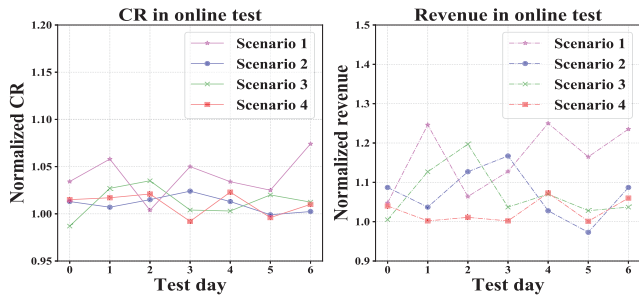 CR in online test
Normalized CR
1.20
1.15
1.10
1.05
1.00
0.95
Scenario 1
Scenario 2
Scenario 3
Scenario 4
0 1 2 3 4 5 6
Test day
Revenue in online test
Normalized revenue
1.5
1.4
1.3
1.2
1.1
1.0
0.9
Scenario 1
Scenario 2
Scenario 3
Scenario 4
0 1 2 3 4 5 6
Test day